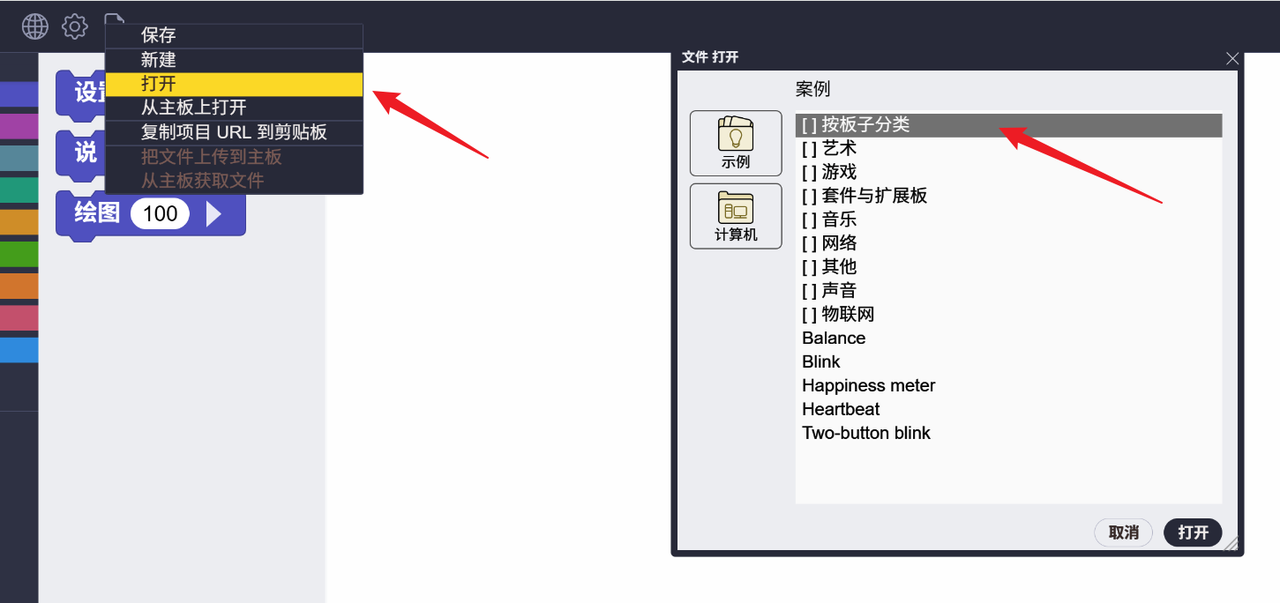 保存
新建
打开
从主板上打开
复制项目 URL 到剪贴板
把文件上传到主板
从主板获取文件
说
绘图 100
文件 打开
案例
示例
计算机
[ ] 按板子分类
[ ] 艺术
[ ] 游戏
[ ] 套件与扩展板
[ ] 音乐
[ ] 网络
[ ] 其他
[ ] 声音
[ ] 物联网
Balance
Blink
Happiness meter
Heartbeat
Two-button blink
取消
打开